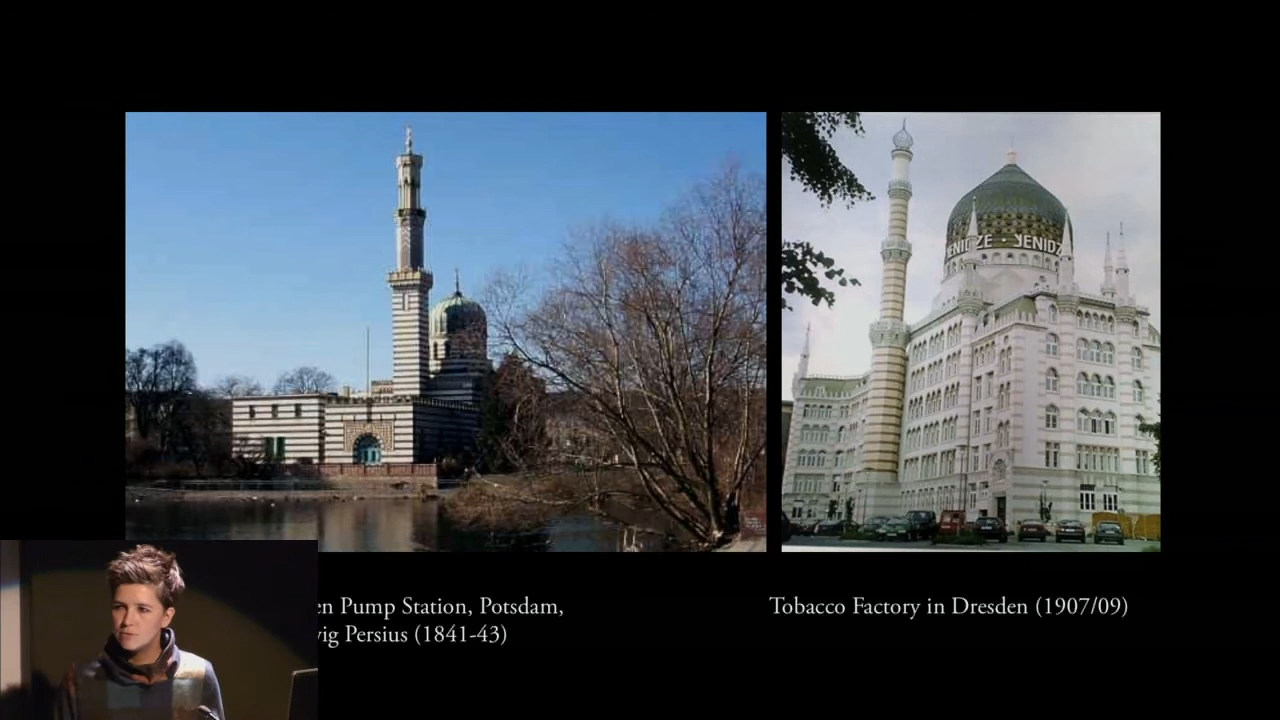 YENIDZE · YENIDZ
en Pump Station, Potsdam,
vig Persius (1841-43)
Tobacco Factory in Dresden (1907/09)